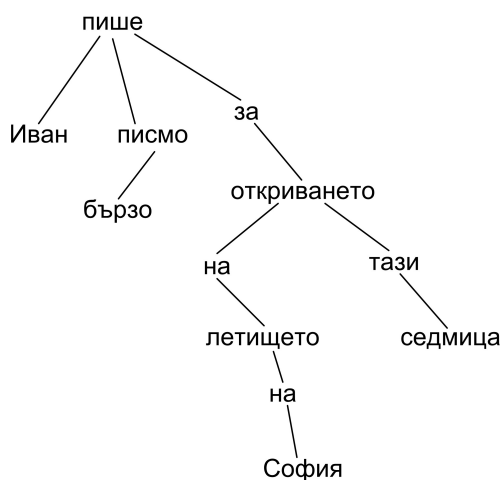 пише
за
Иван писмо
откриването
бързо
на тази
летището седмица
на
София